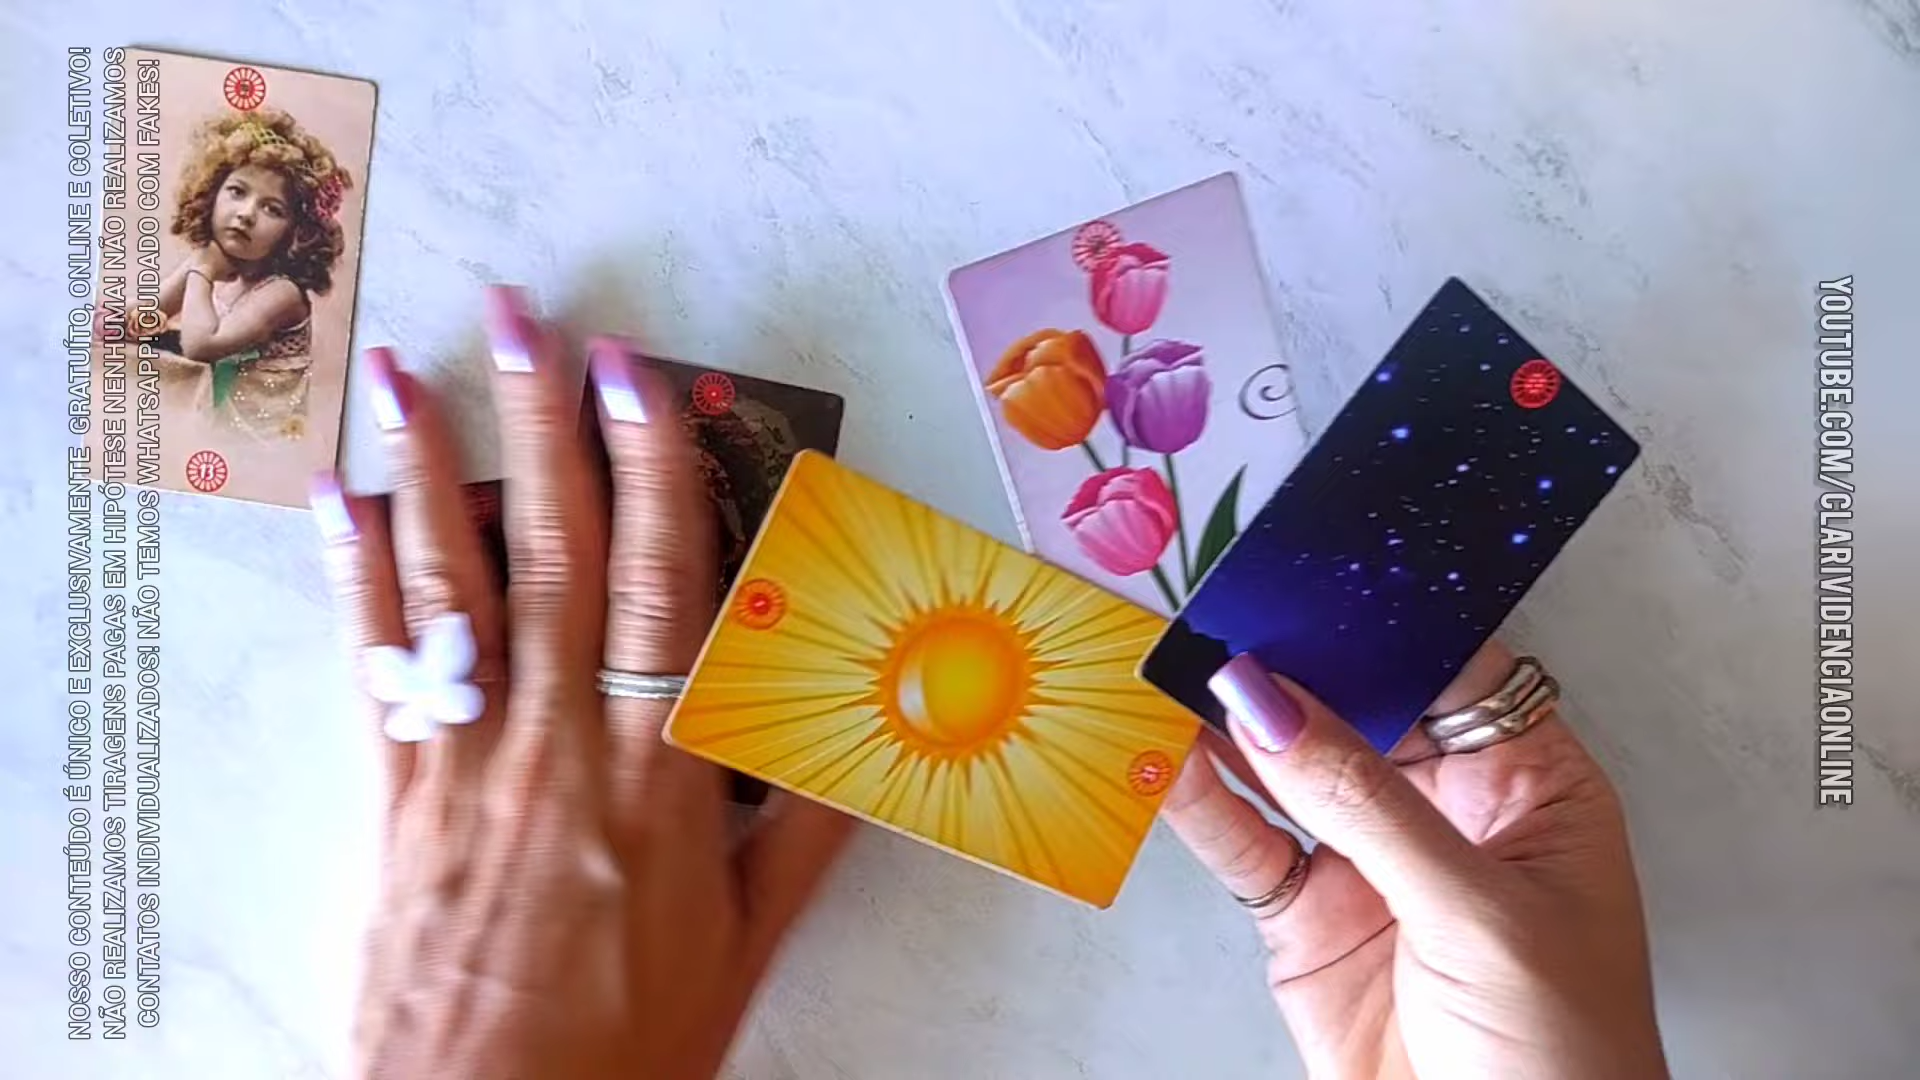 NOSSO CONTEÚDO É ÚNICO E EXCLUSIVAMENTE GRATUÍTO, ONLINE E COLETIVO!
NÃO REALIZAMOS TIRAGENS PAGAS EM HIPÓTESE NENHUMA! NÃO REALIZAMOS
CONTATOS INDIVIDUALIZADOS! NÃO TEMOS WHATSAPP! CUIDADO COM FAKES!
13
YOUTUBE.COM/CLARIVIDENCIAONLINE